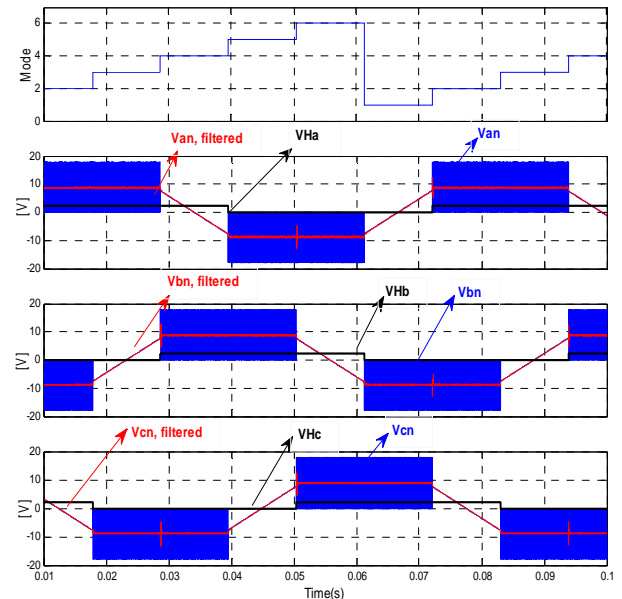 6
4
2
0
Mode
Van, filtered
VHa
Van
20
10
0
-10
-20
[V]
Vbn, filtered
VHb
Vbn
20
10
0
-10
-20
[V]
Vcn, filtered
VHc
Vcn
20
10
0
-10
-20
[V]
0.01 0.02 0.03 0.04 0.05 0.06 0.07 0.08 0.09 0.1
Time(s)